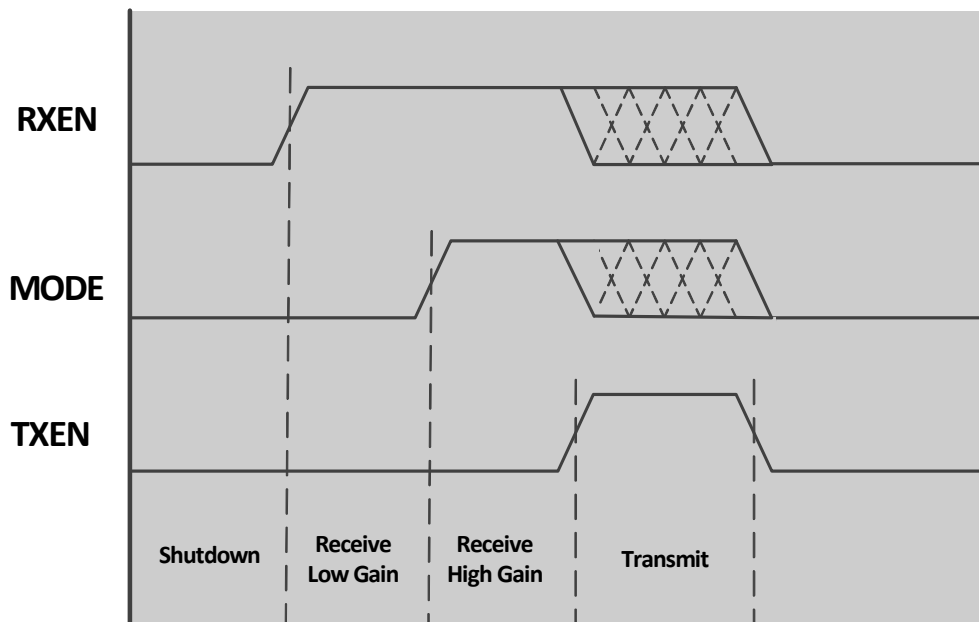 RXEN
MODE
TXEN
Shutdown
Receive
Low Gain
Receive
High Gain
Transmit